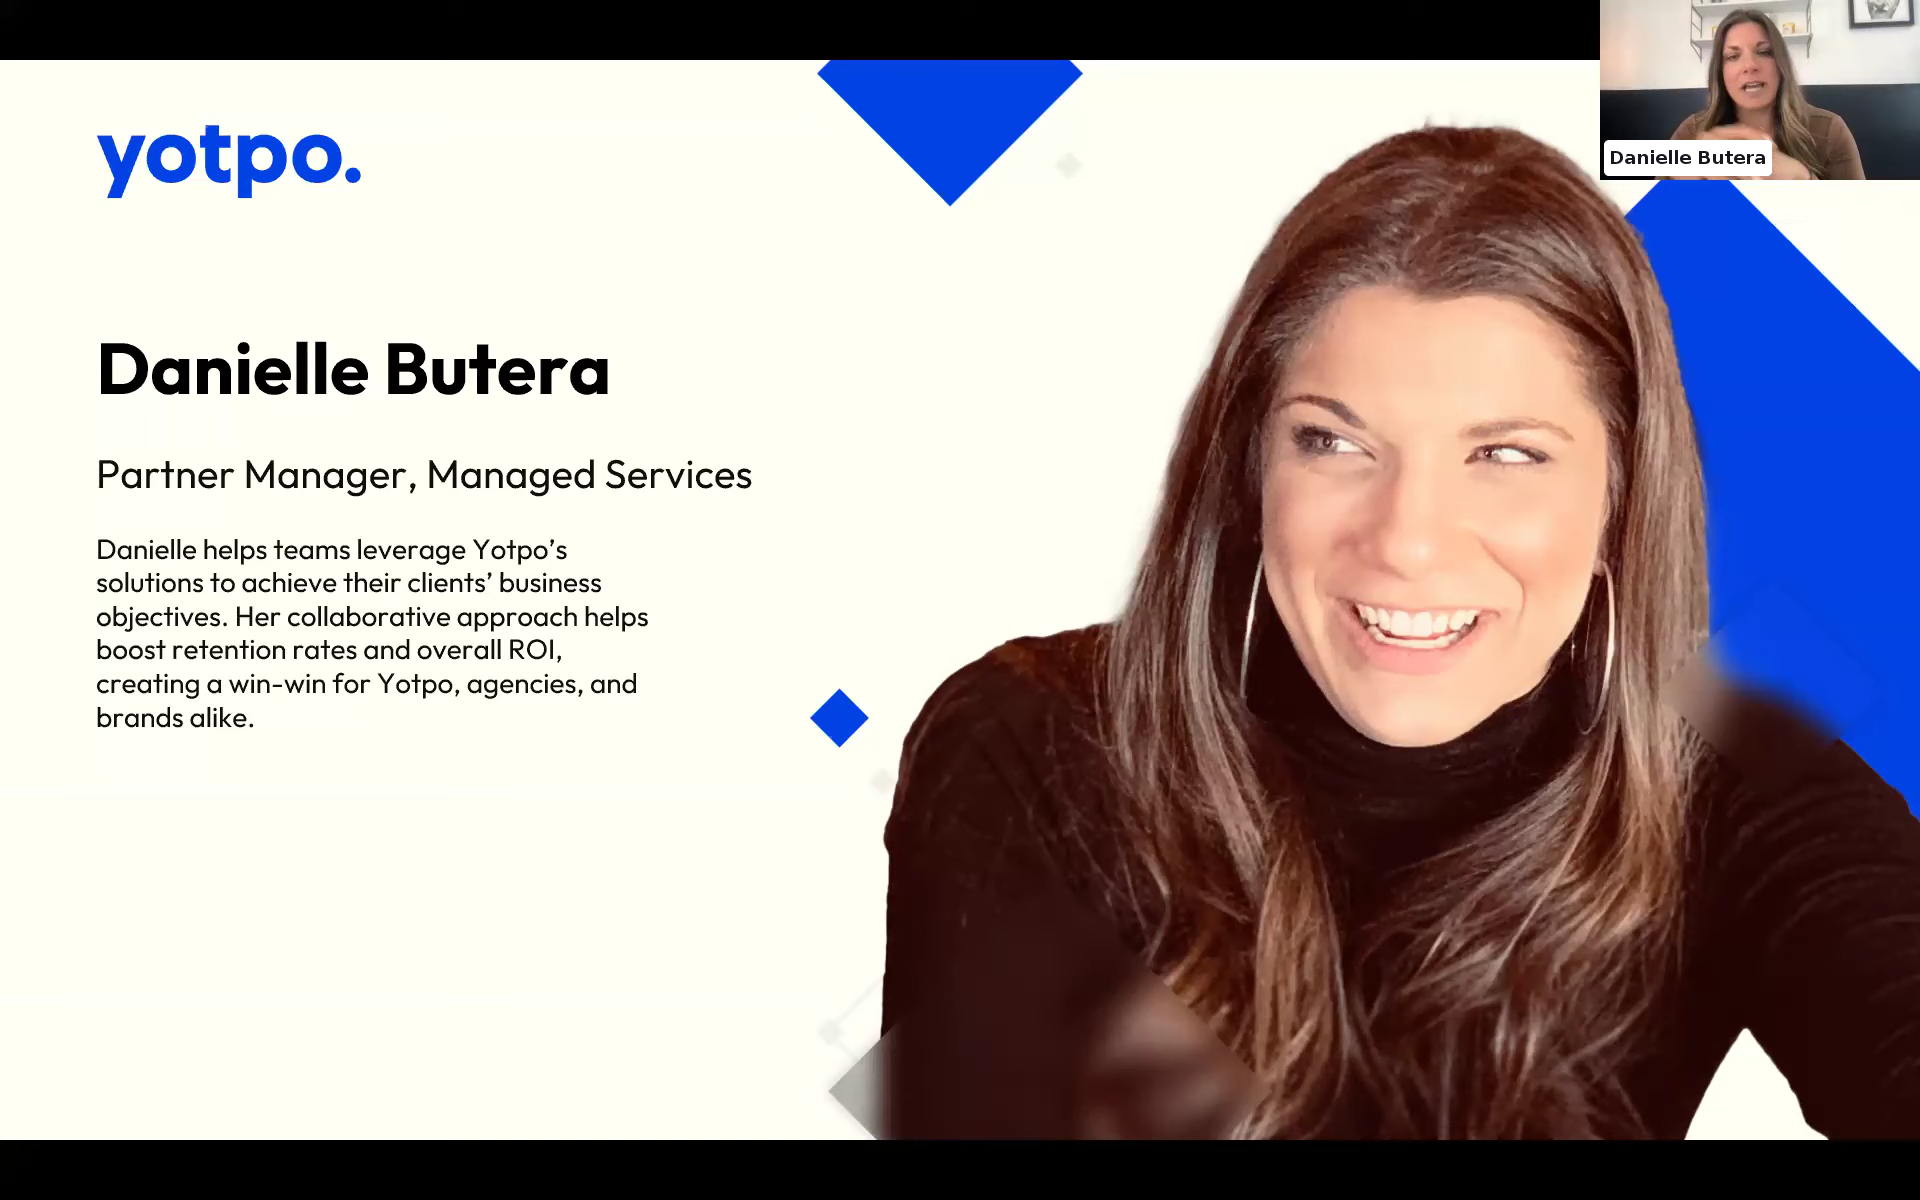 yotpo.
Danielle Butera
Danielle Butera
Partner Manager, Managed Services
Danielle helps teams leverage Yotpo’s
solutions to achieve their clients’ business
objectives. Her collaborative approach helps
boost retention rates and overall ROI,
creating a win-win for Yotpo, agencies, and
brands alike.